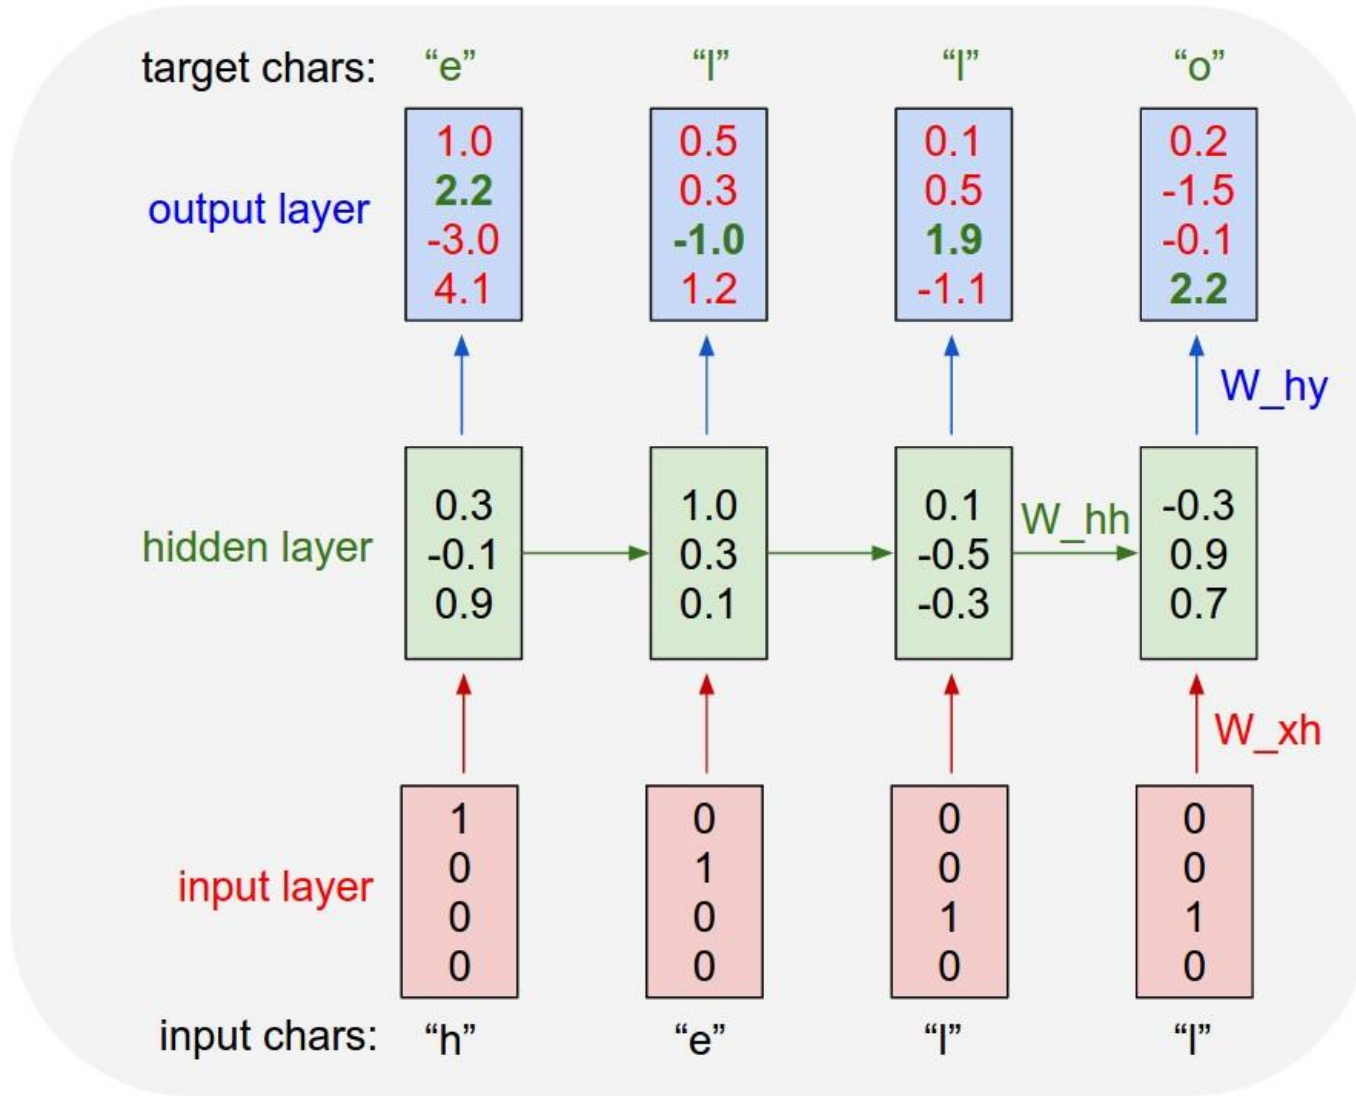 target chars: “e” “l” “l” “o”
1.0 0.5 0.1 0.2
2.2 0.3 0.5 -1.5
output layer
-3.0 -1.0 1.9 -0.1
4.1 1.2 -1.1 2.2
W_hy
0.3 1.0 0.1 -0.3
W_hh
hidden layer -0.1 0.3 -0.5 0.9
0.9 0.1 -0.3 0.7
W_xh
1 0 0 0
0 1 0 0
input layer
0 0 1 1
0 0 0 0
input chars: “h” “e” “l” “l”